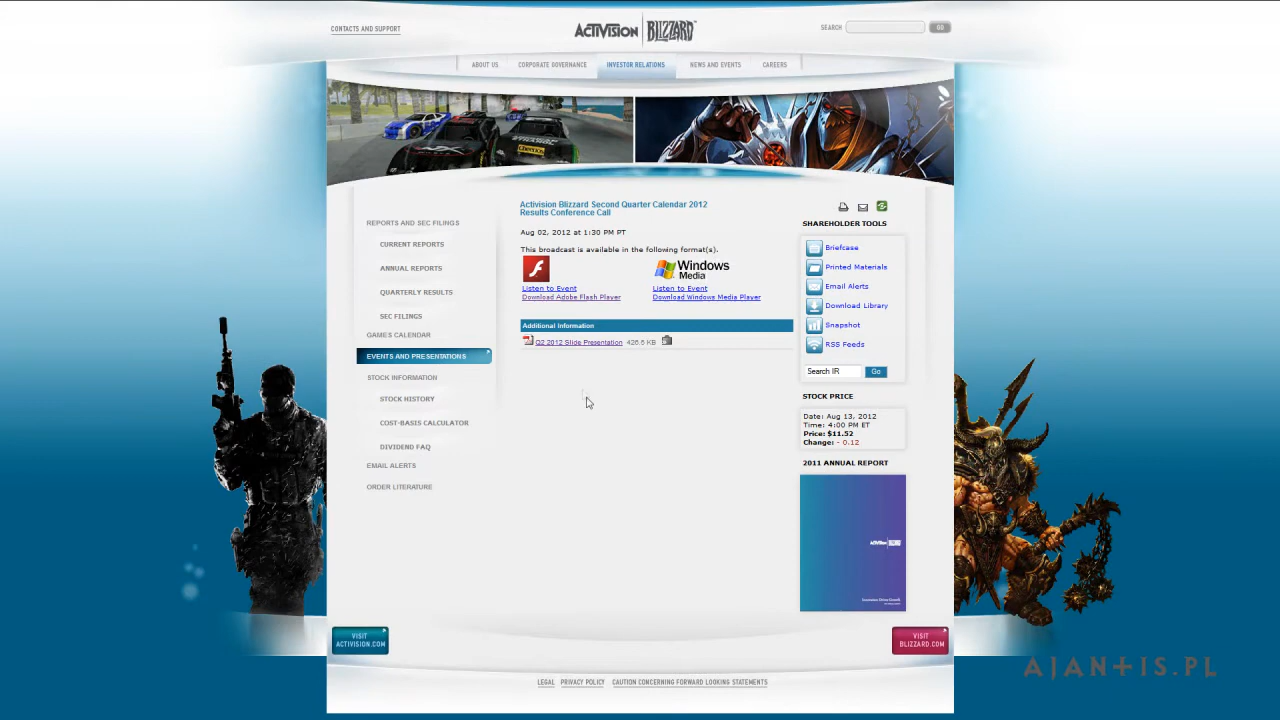 CONTACTS AND SUPPORT
ACTIVISION BLIZZARD
SEARCH
GO
ABOUT US
CORPORATE GOVERNANCE
INVESTOR RELATIONS
NEWS AND EVENTS
CAREERS
REPORTS AND SEC FILINGS
CURRENT REPORTS
ANNUAL REPORTS
QUARTERLY RESULTS
SEC FILINGS
GAMES CALENDAR
EVENTS AND PRESENTATIONS
STOCK INFORMATION
STOCK HISTORY
COST-BASIS CALCULATOR
DIVIDEND FAQ
EMAIL ALERTS
ORDER LITERATURE
Activision Blizzard Second Quarter Calendar 2012
Results Conference Call
Aug 02, 2012 at 1:30 PM PT
This broadcast is available in the following format(s).
Windows
Media
Listen to Event
Download Adobe Flash Player
Listen to Event
Download Windows Media Player
Additional Information
Q2 2012 Slide Presentation 426.6 KB
SHAREHOLDER TOOLS
Briefcase
Printed Materials
Email Alerts
Download Library
Snapshot
RSS Feeds
Search IR
Go
STOCK PRICE
Date: Aug 13, 2012
Time: 4:00 PM ET
Price: $11.52
Change: - 0.12
2011 ANNUAL REPORT
VISIT
ACTIVISION.COM
VISIT
BLIZZARD.COM
LEGAL
PRIVACY POLICY
CAUTION CONCERNING FORWARD LOOKING STATEMENTS
AJANTIS.PL